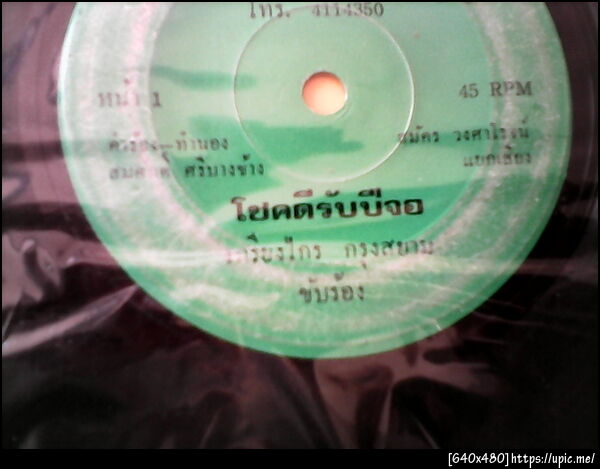 โทร. 4114350
หน้า 1
45 RPM
คำร้อง-ทำนอง
สมัคร วงศาโรจน์
ศรีบางช้าง
แยกเสียง
โชคดีรับปีจอ
เกรียงไกร กรุงสยาม
ขับร้อง
[640x480]https://upic.me/